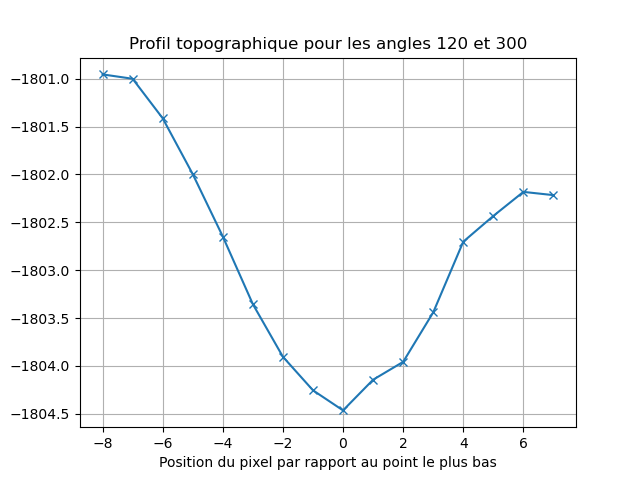 Profil topographique pour les angles 120 et 300
−1801.0
−1801.5
−1802.0
−1802.5
−1803.0
−1803.5
−1804.0
−1804.5
−8 −6 −4 −2 0 2 4 6
Position du pixel par rapport au point le plus bas